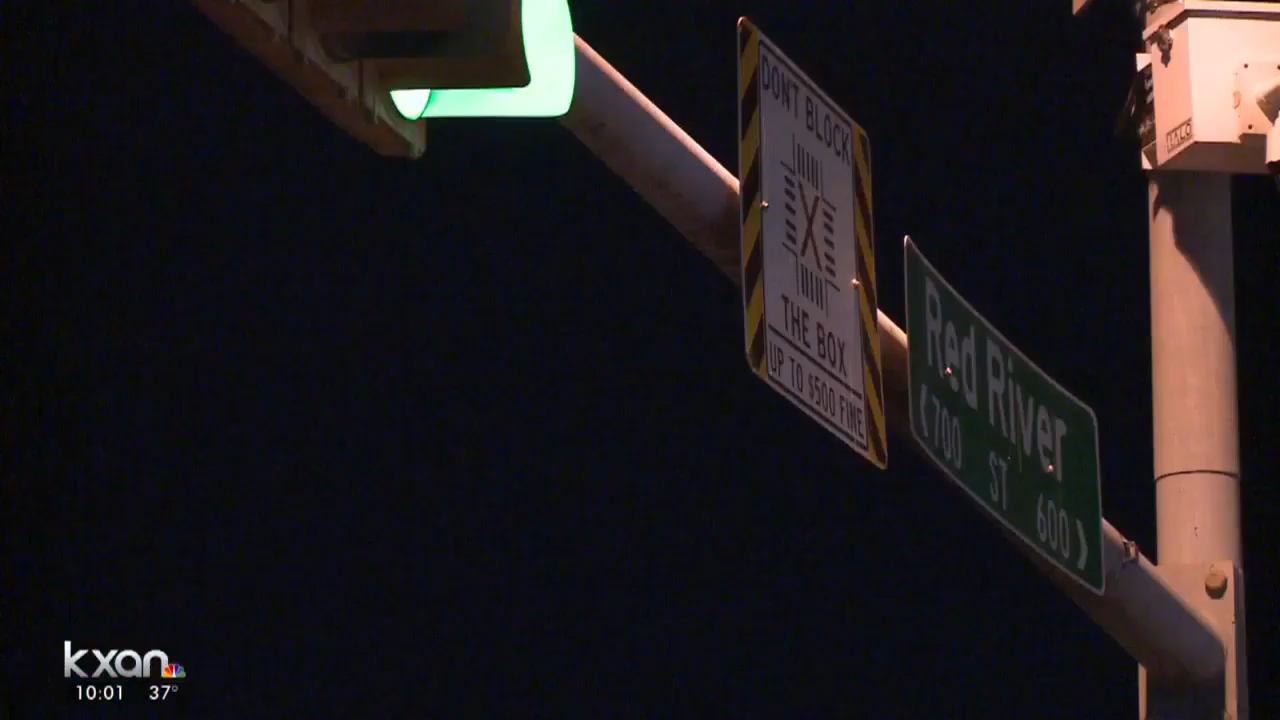 DON'T BLOCK
THE BOX
UP TO $500 FINE
Red River
‹700 ST 600›
kxan
10:01 37°